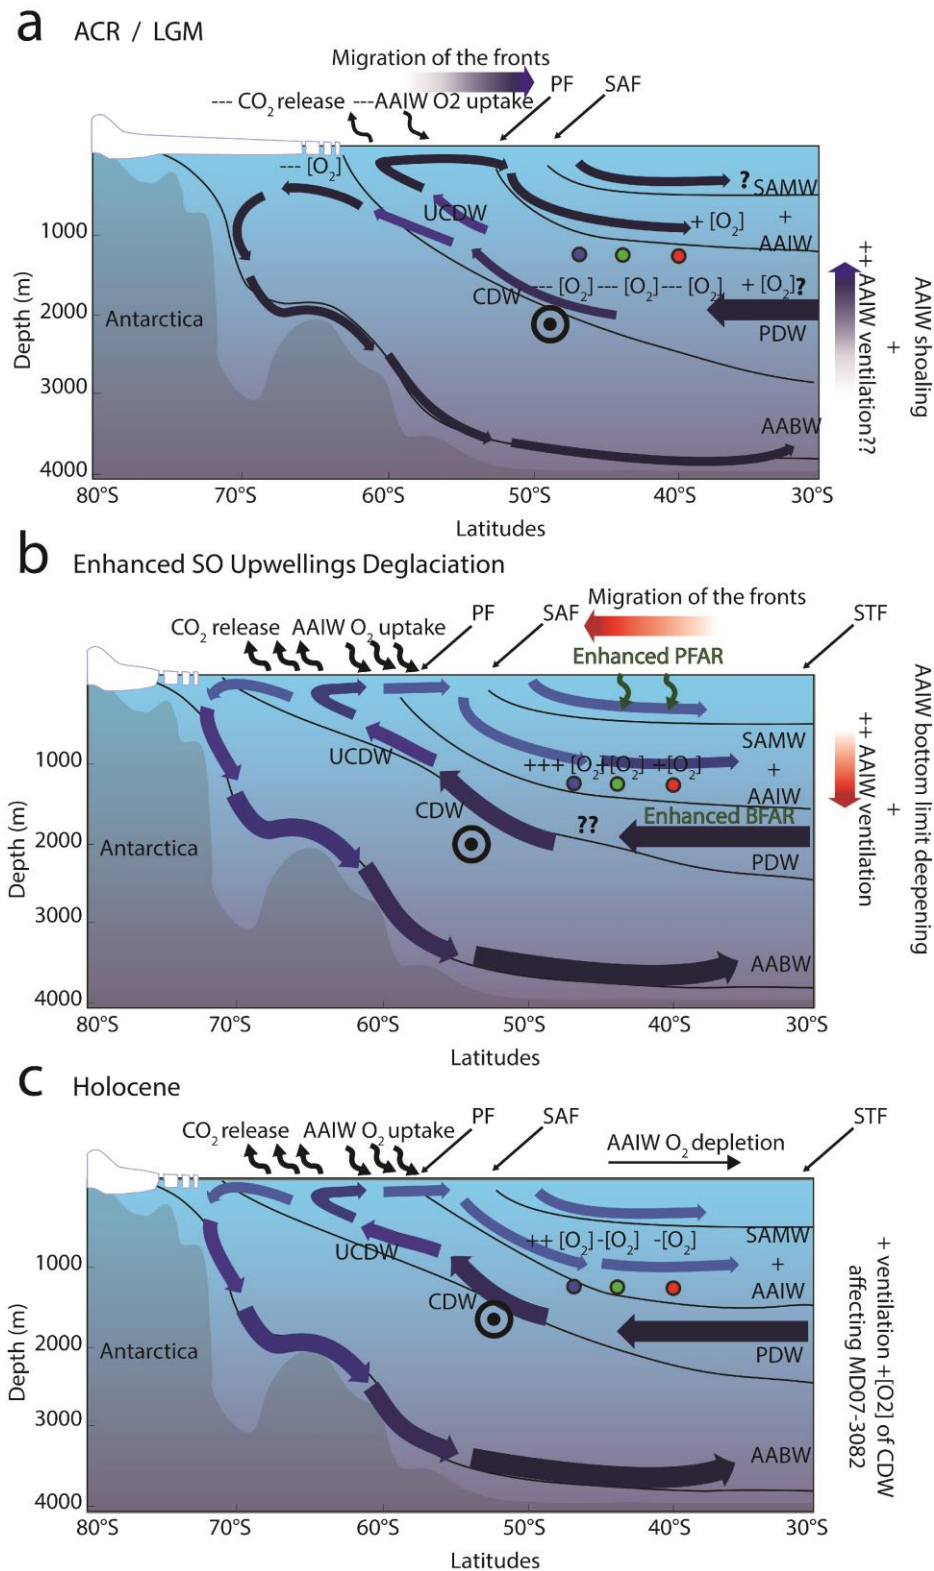 a ACR / LGM
Migration of the fronts
PF SAF
--- CO2 release ---AAIW O2 uptake
--- [O2]
? SAMW
UCDW
+ [O2] +
AAIW
CDW --- [O2] --- [O2] --- [O2] + [O2]?
PDW
AABW
Antarctica
Depth (m)
1000
2000
3000
4000
80°S 70°S 60°S 50°S 40°S 30°S
Latitudes
++ AAIW ventilation??
+
AAIW shoaling
b Enhanced SO Upwellings Deglaciation
Migration of the fronts
CO2 release AAIW O2 uptake PF SAF STF
Enhanced PFAR
SAMW
UCDW
+++ [O2] +[O2] +[O2] +
AAIW
CDW ?? Enhanced BFAR
PDW
AABW
Antarctica
Depth (m)
1000
2000
3000
4000
80°S 70°S 60°S 50°S 40°S 30°S
Latitudes
++ AAIW ventilation
+
AAIW bottom limit deepening
c Holocene
CO2 release AAIW O2 uptake PF SAF STF
AAIW O2 depletion
SAMW
UCDW
++ [O2] -[O2] -[O2] +
AAIW
CDW
PDW
AABW
Antarctica
Depth (m)
1000
2000
3000
4000
80°S 70°S 60°S 50°S 40°S 30°S
Latitudes
+ ventilation +[O2] of CDW
affecting MD07-3082